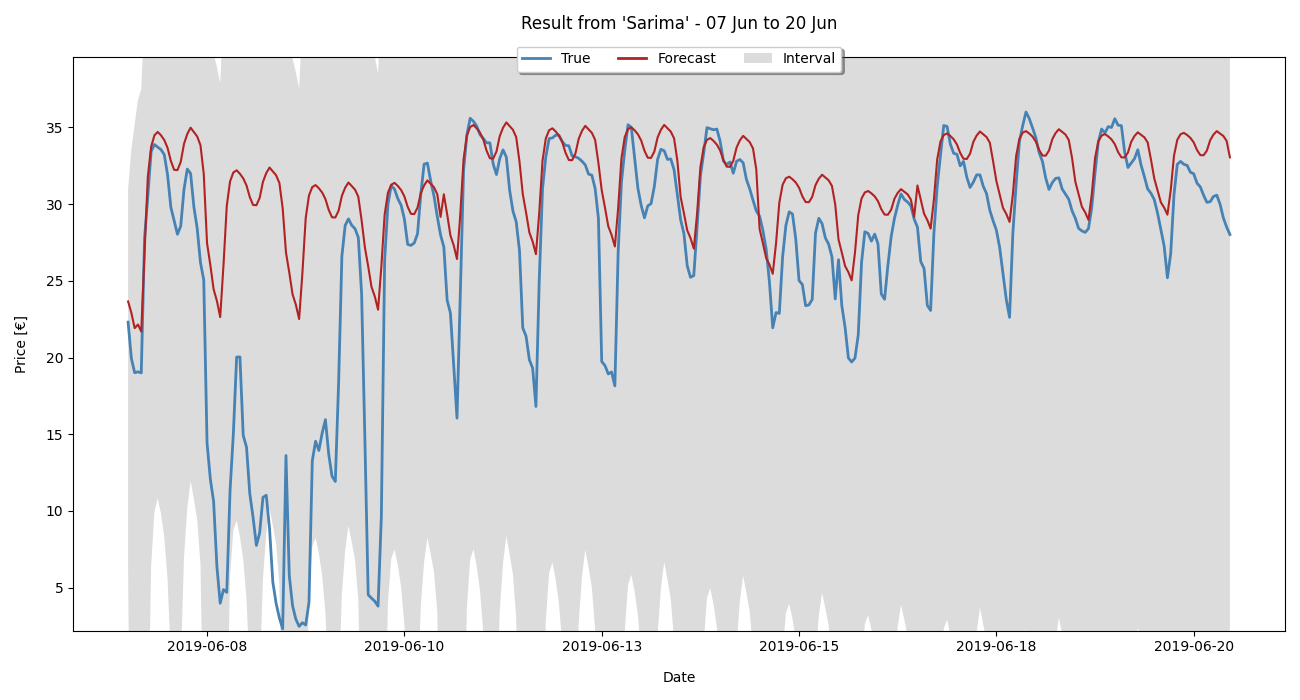 Result from 'Sarima' - 07 Jun to 20 Jun
True Forecast Interval
35
30
25
20
15
10
5
Price [€]
2019-06-08 2019-06-10 2019-06-13 2019-06-15 2019-06-18 2019-06-20
Date